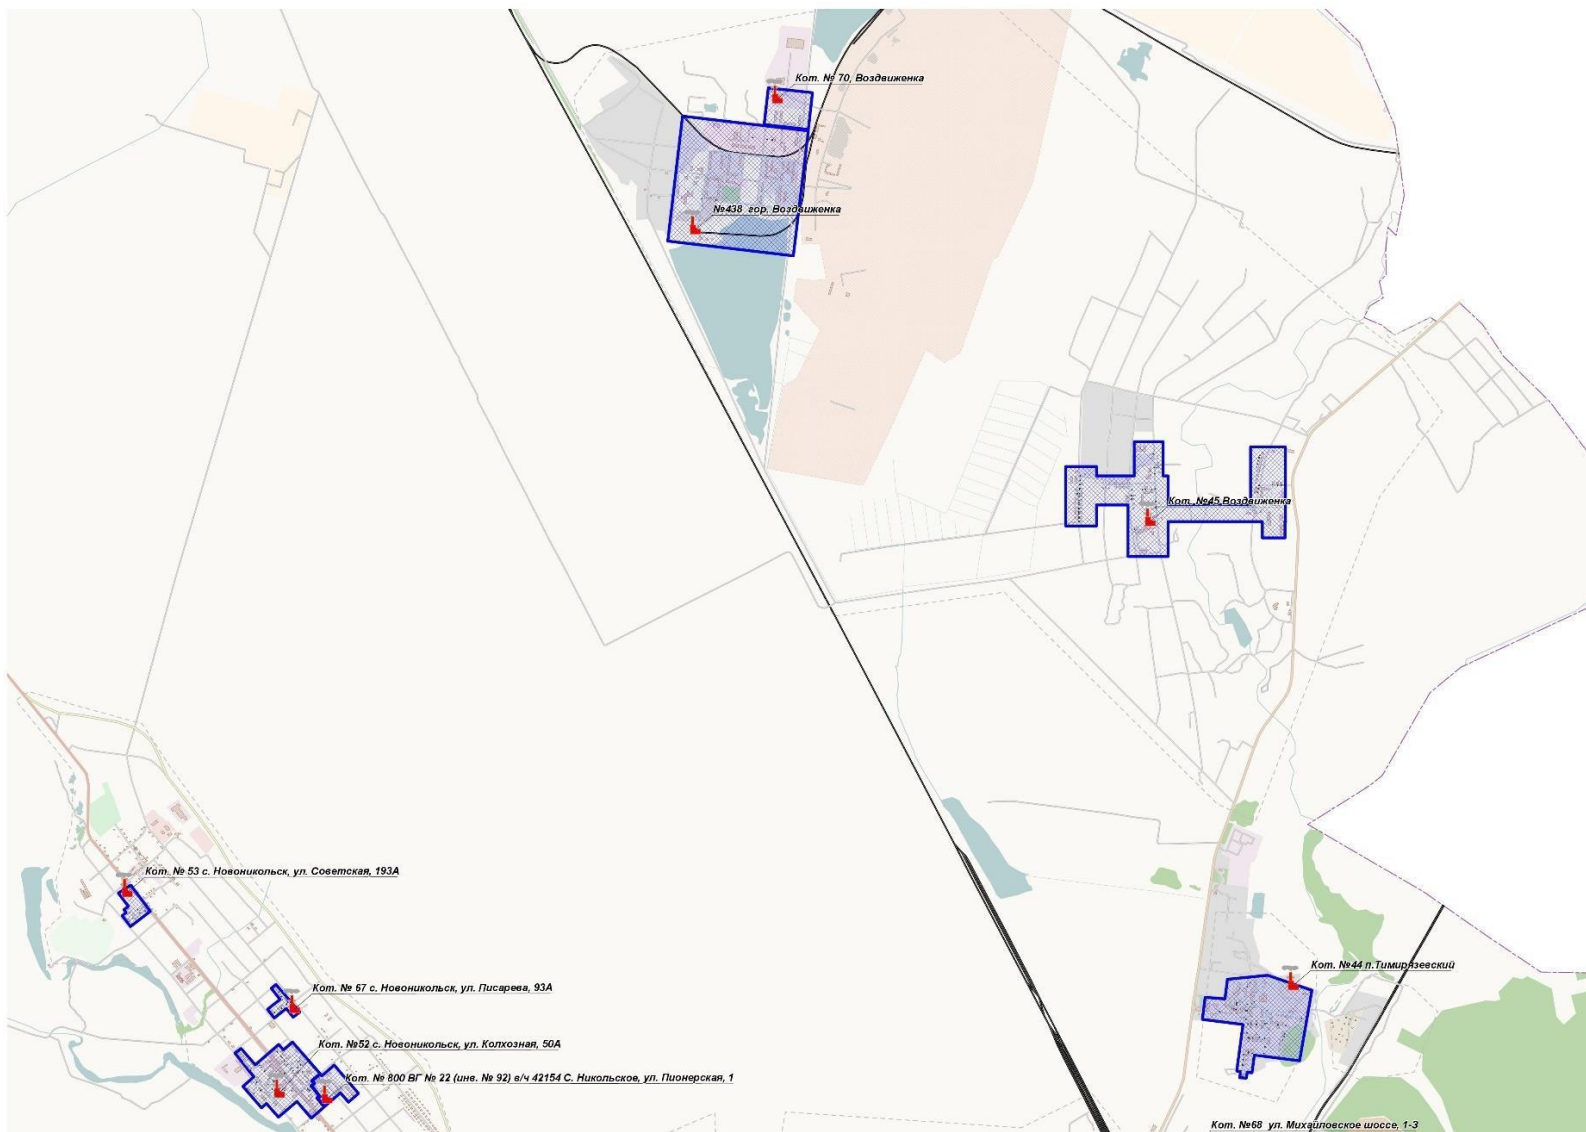 Кот. № 70, Воздвиженка
№438 гор. Воздвиженка
Кот. №45 Воздвиженка
Кот. № 53 с. Новоникольск, ул. Советская, 193А
Кот. №44 п.Тимирязевский
Кот. № 67 с. Новоникольск, ул. Писарева, 93А
Кот. №52 с. Новоникольск, ул. Колхозная, 50А
Кот. № 800 ВГ № 22 (инв. № 92) в/ч 42154 С. Никольское, ул. Пионерская, 1
Кот. №68 ул. Михайловское шоссе, 1-3